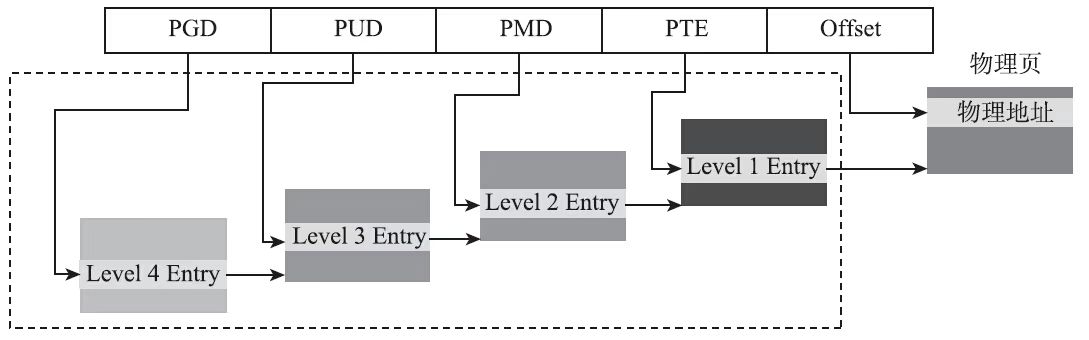 PGD PUD PMD PTE Offset
物理页
物理地址
Level 1 Entry
Level 2 Entry
Level 3 Entry
Level 4 Entry